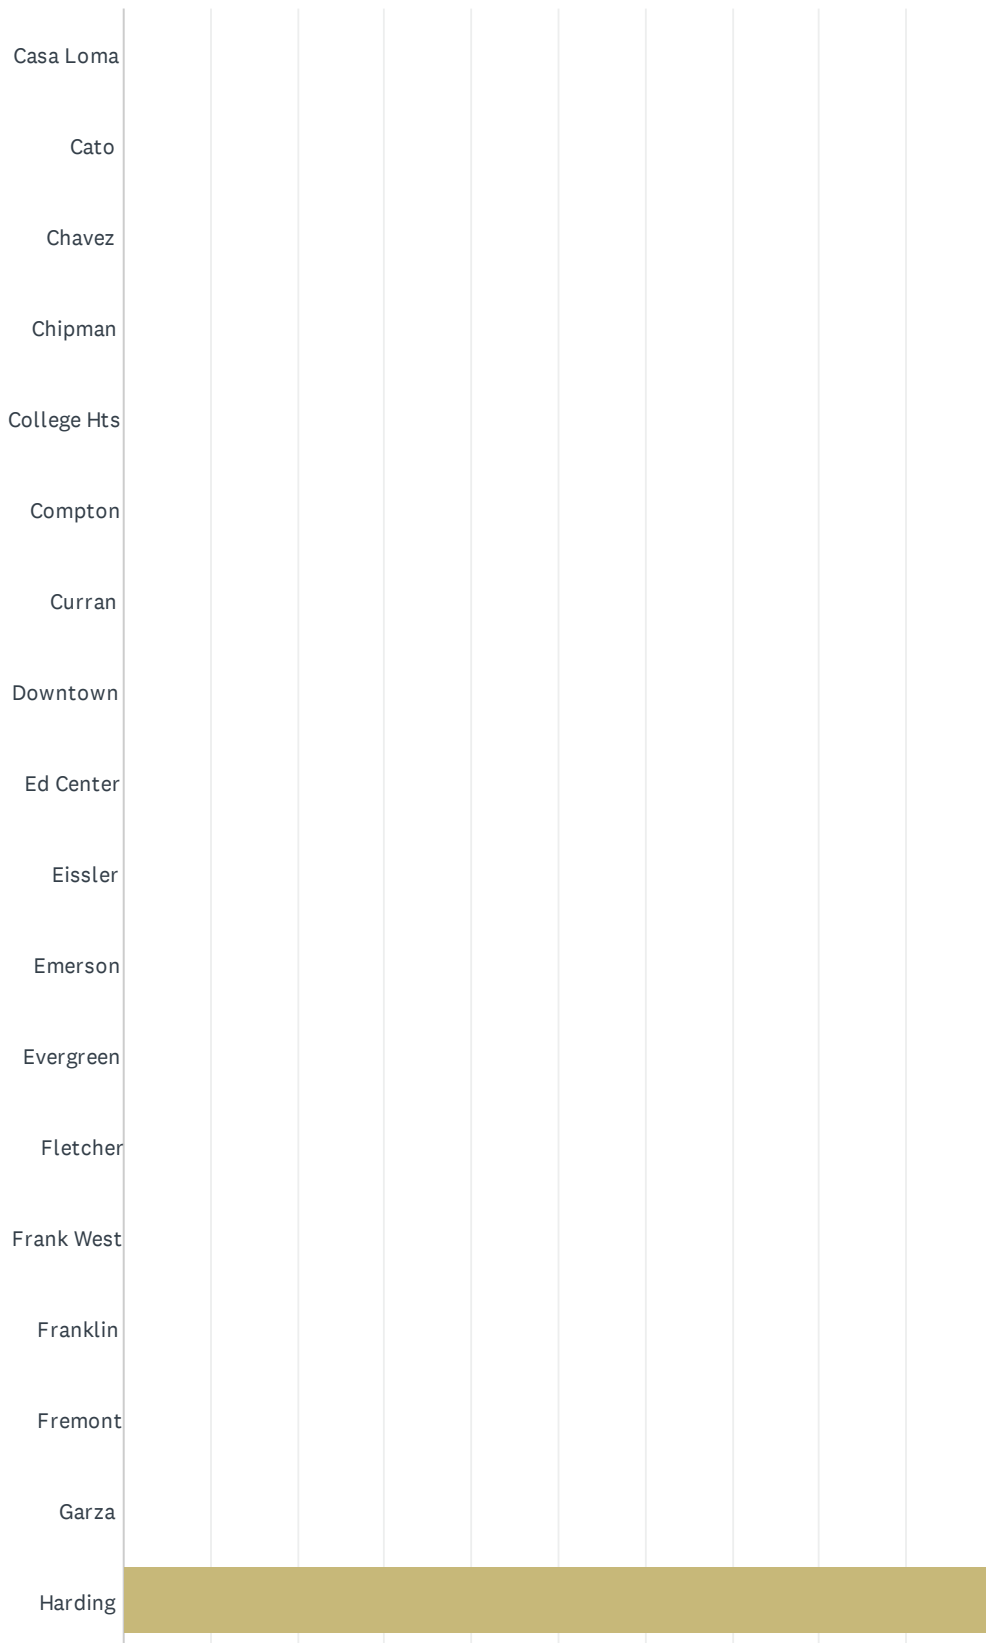 Casa Loma
Cato
Chavez
Chipman
College Hts
Compton
Curran
Downtown
Ed Center
Eissler
Emerson
Evergreen
Fletcher
Frank West
Franklin
Fremont
Garza
Harding